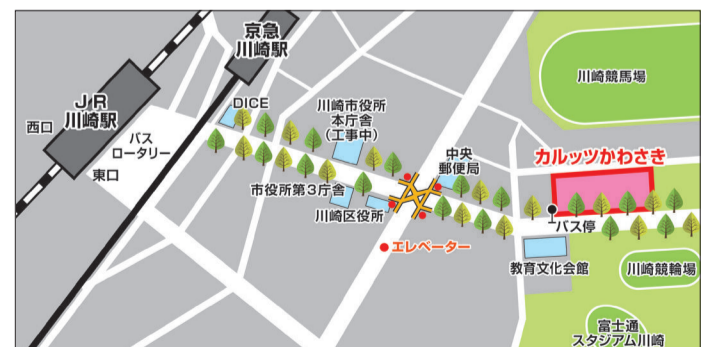 京急
川崎駅
JR
川崎駅
西口
東口
バス
ロータリー
DICE
川崎市役所
本庁舎
（工事中）
市役所第3庁舎
川崎区役所
中央
郵便局
エレベーター
川崎競馬場
カルッツかわさき
バス停
教育文化会館
川崎競輪場
富士通
スタジアム川崎